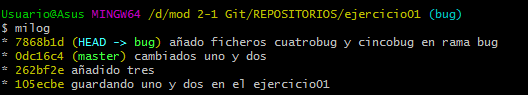 Usuario@Asus MINGW64 /d/mod 2-1 Git/REPOSITORIOS/ejercicio01 (bug)
$ milog
* 7868b1d (HEAD -> bug) añado ficheros cuatrobug y cincobug en rama bug
* 0dc16c4 (master) cambiados uno y dos
* 262bf2e añadido tres
* 105ecbe guardando uno y dos en el ejercicio01